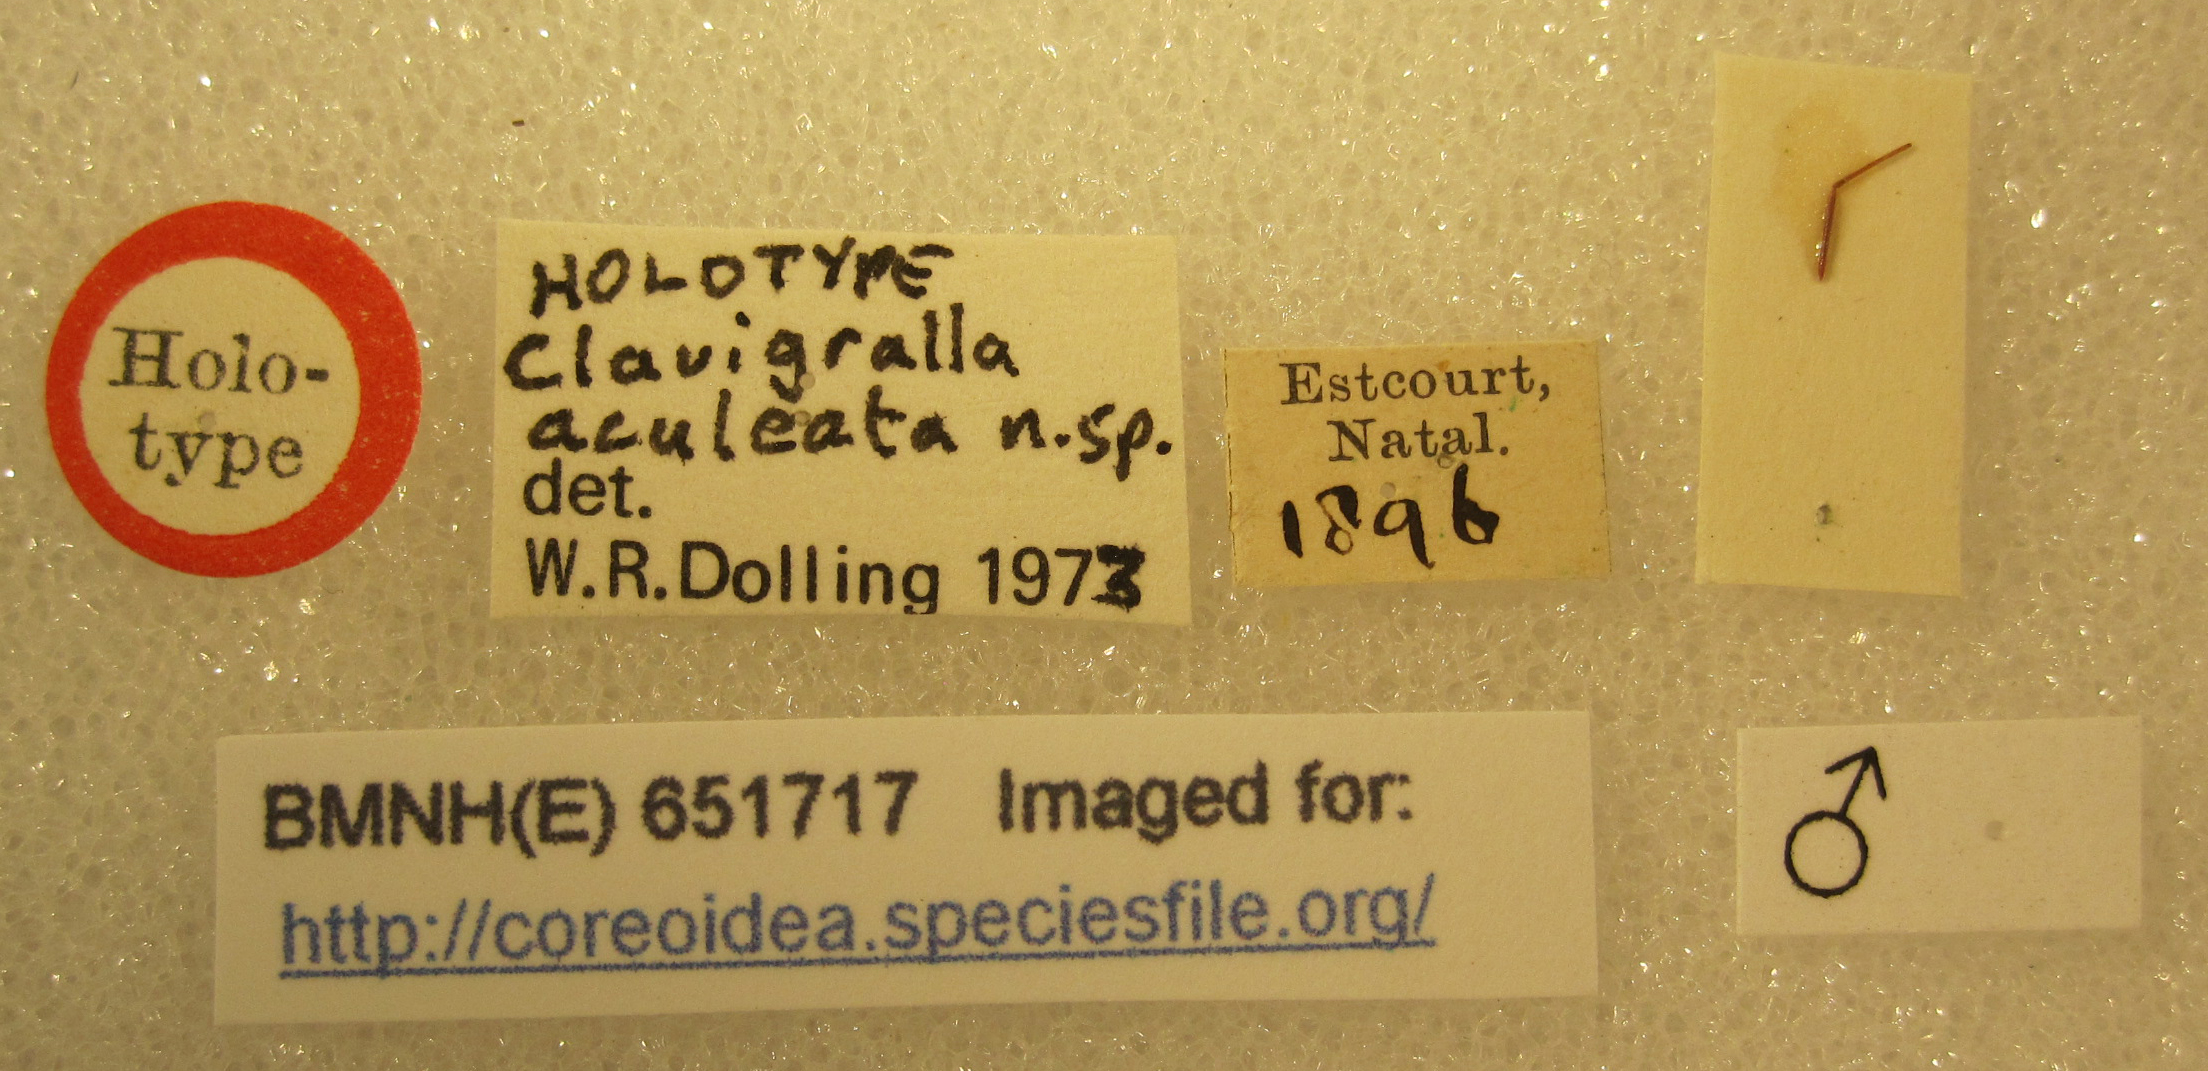 Holo-
type
HOLOTYPE
Clavigralla
aculeata n.sp.
det.
W.R.Dolling 1973
Estcourt,
Natal.
1896
BMNH(E) 651717 Imaged for:
http://coreoidea.speciesfile.org/
♂